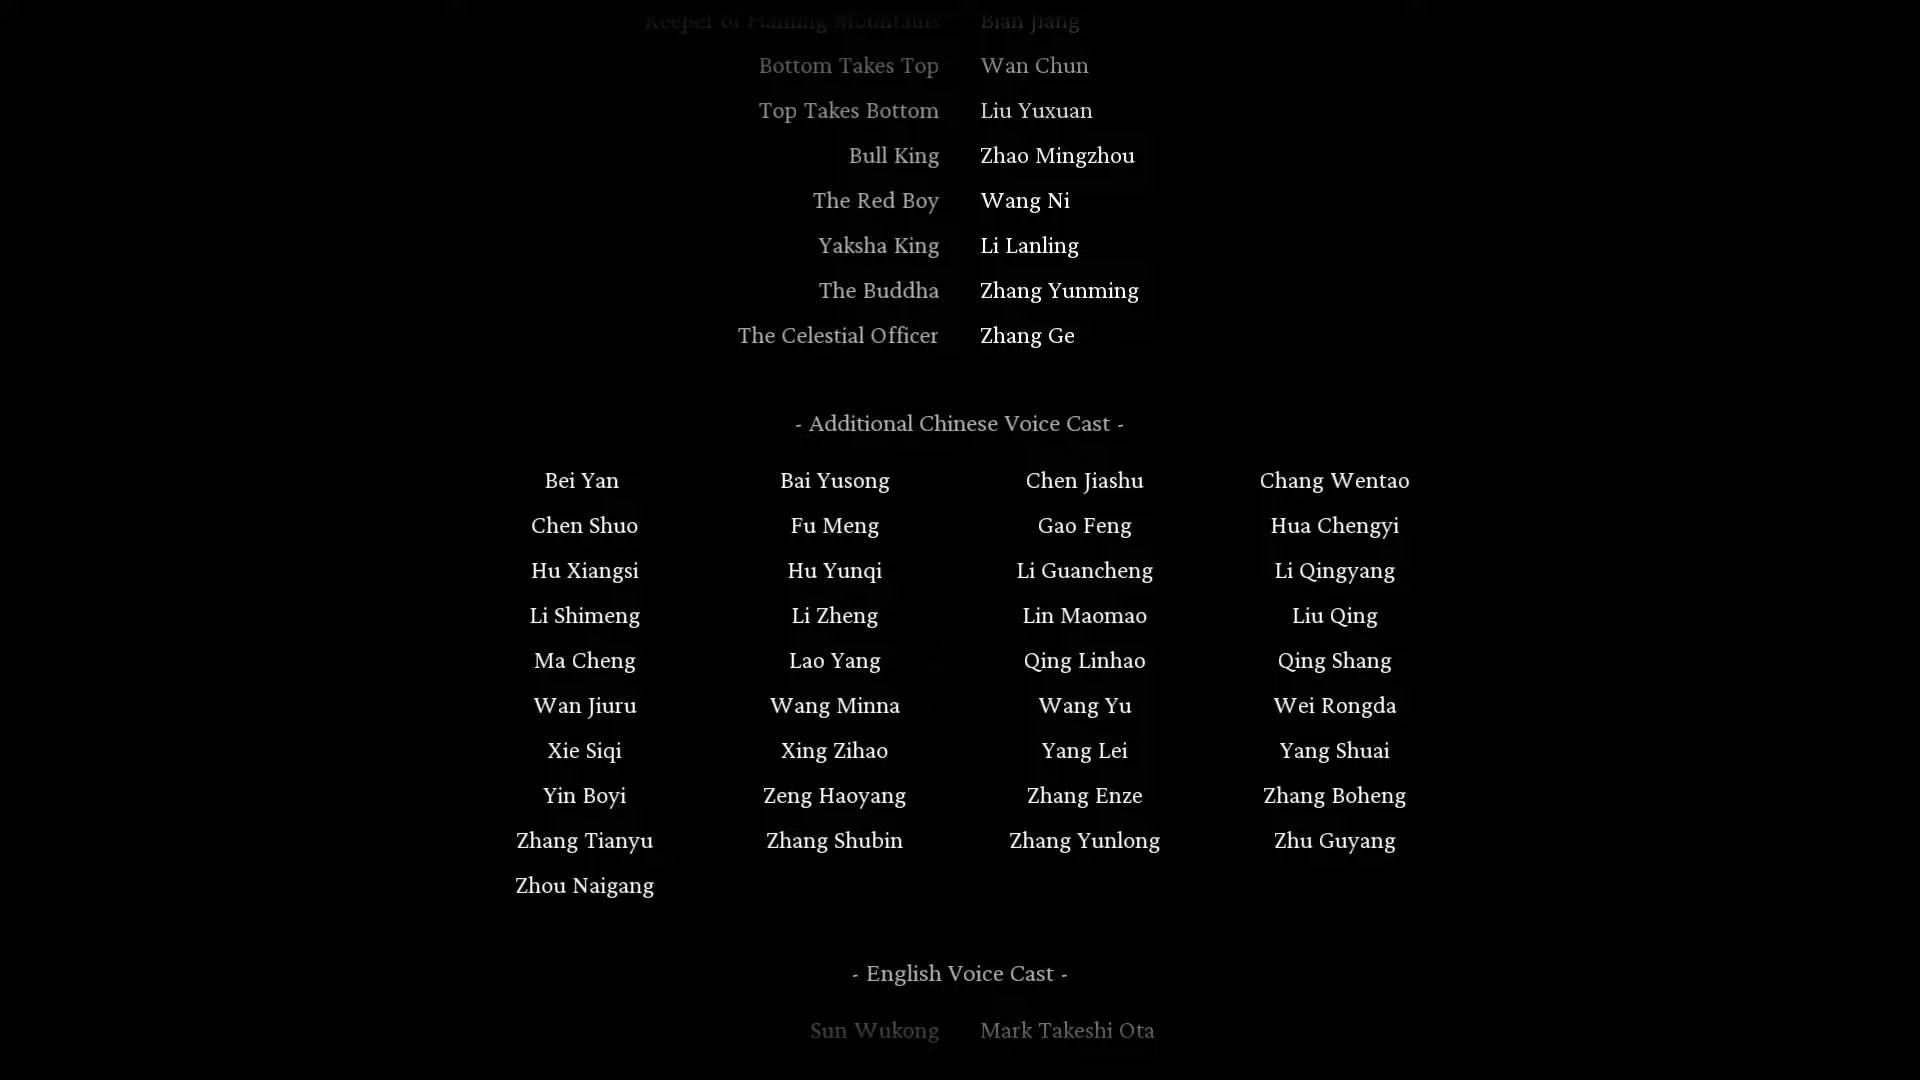 Keeper of Flaming Mountains Bian Jiang
Bottom Takes Top Wan Chun
Top Takes Bottom Liu Yuxuan
Bull King Zhao Mingzhou
The Red Boy Wang Ni
Yaksha King Li Lanling
The Buddha Zhang Yunming
The Celestial Officer Zhang Ge
- Additional Chinese Voice Cast -
Bei Yan Bai Yusong Chen Jiashu Chang Wentao
Chen Shuo Fu Meng Gao Feng Hua Chengyi
Hu Xiangsi Hu Yunqi Li Guancheng Li Qingyang
Li Shimeng Li Zheng Lin Maomao Liu Qing
Ma Cheng Lao Yang Qing Linhao Qing Shang
Wan Jiuru Wang Minna Wang Yu Wei Rongda
Xie Siqi Xing Zihao Yang Lei Yang Shuai
Yin Boyi Zeng Haoyang Zhang Enze Zhang Boheng
Zhang Tianyu Zhang Shubin Zhang Yunlong Zhu Guyang
Zhou Naigang
- English Voice Cast -
Sun Wukong Mark Takeshi Ota